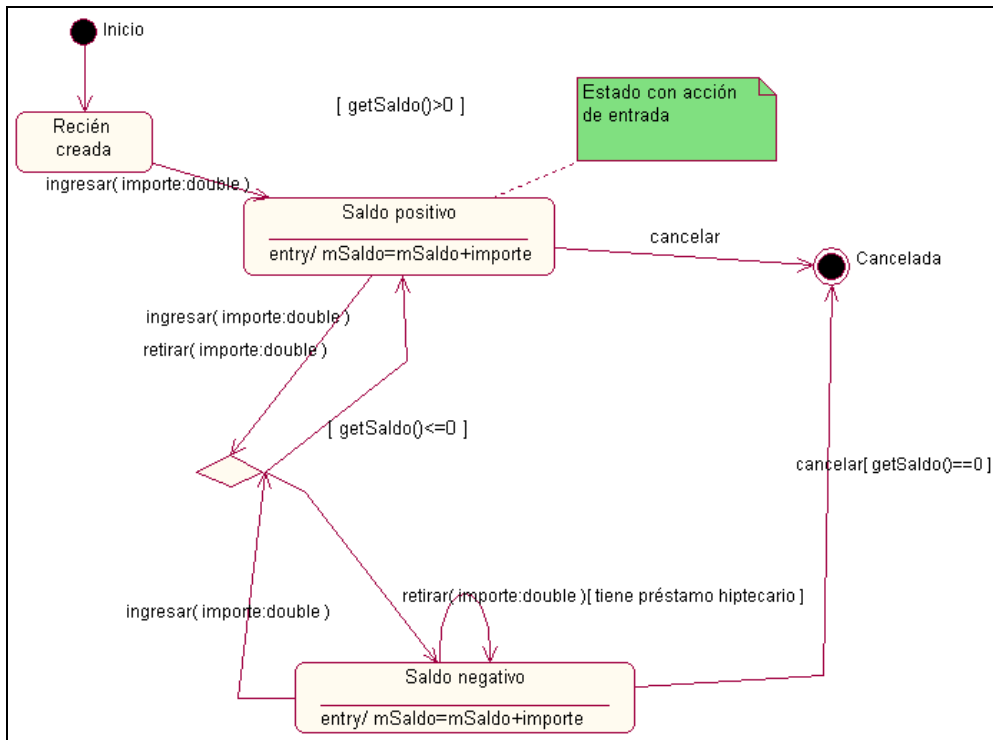 Inicio
[ getSaldo()>0 ]
Estado con acción
de entrada
Recién
creada
ingresar( importe:double )
Saldo positivo
entry/ mSaldo=mSaldo+importe
cancelar
Cancelada
ingresar( importe:double )
retirar( importe:double )
[ getSaldo()<=0 ]
cancelar[ getSaldo()==0 ]
retirar( importe:double )[ tiene préstamo hiptecario ]
ingresar( importe:double )
Saldo negativo
entry/ mSaldo=mSaldo+importe